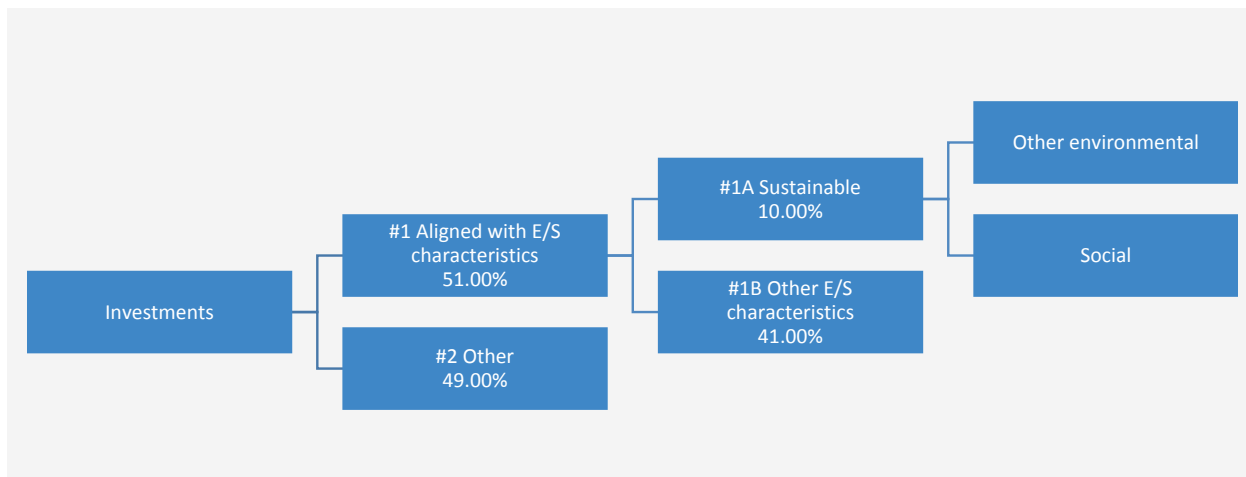 Investments
#1 Aligned with E/S
characteristics
51.00%
#2 Other
49.00%
#1A Sustainable
10.00%
#1B Other E/S
characteristics
41.00%
Other environmental
Social